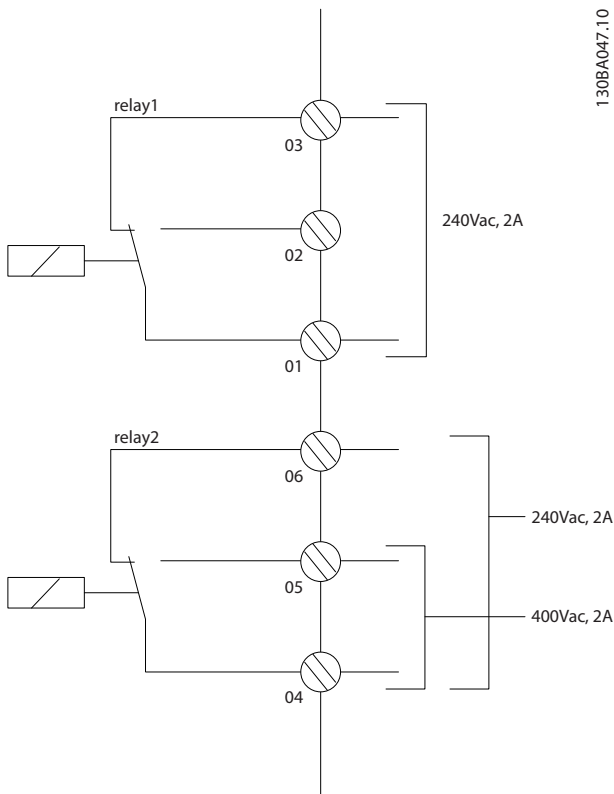 130BA047.10
relay1
03
02
240Vac, 2A
01
relay2
06
240Vac, 2A
05
400Vac, 2A
04